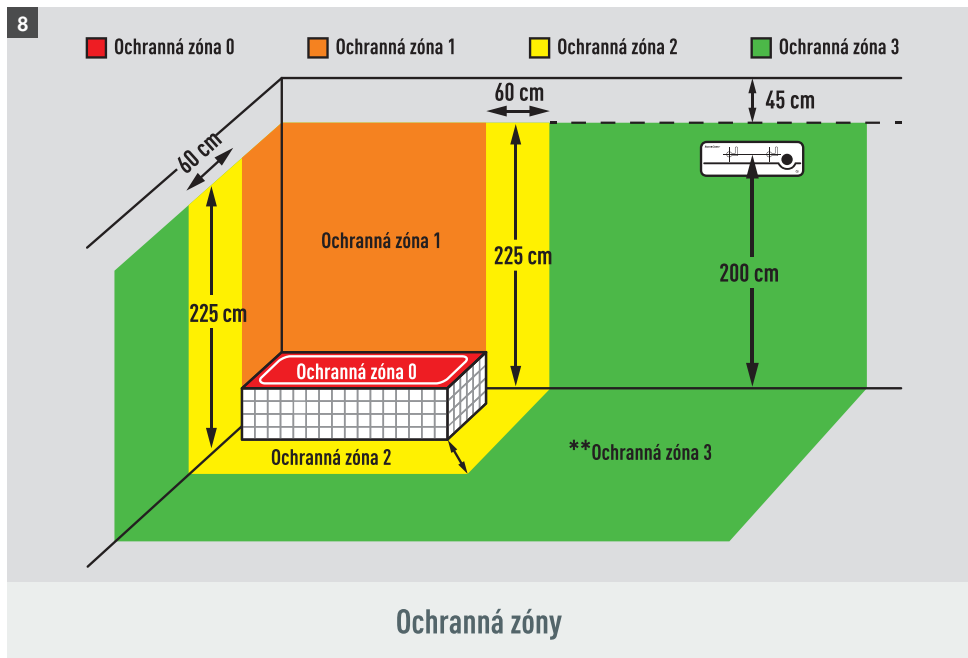 8
Ochranná zóna 0
Ochranná zóna 1
Ochranná zóna 2
Ochranná zóna 3
60 cm
45 cm
60 cm
Ochranná zóna 1
225 cm
200 cm
225 cm
Ochranná zóna 0
Ochranná zóna 2
**Ochranná zóna 3
Ochranná zóny